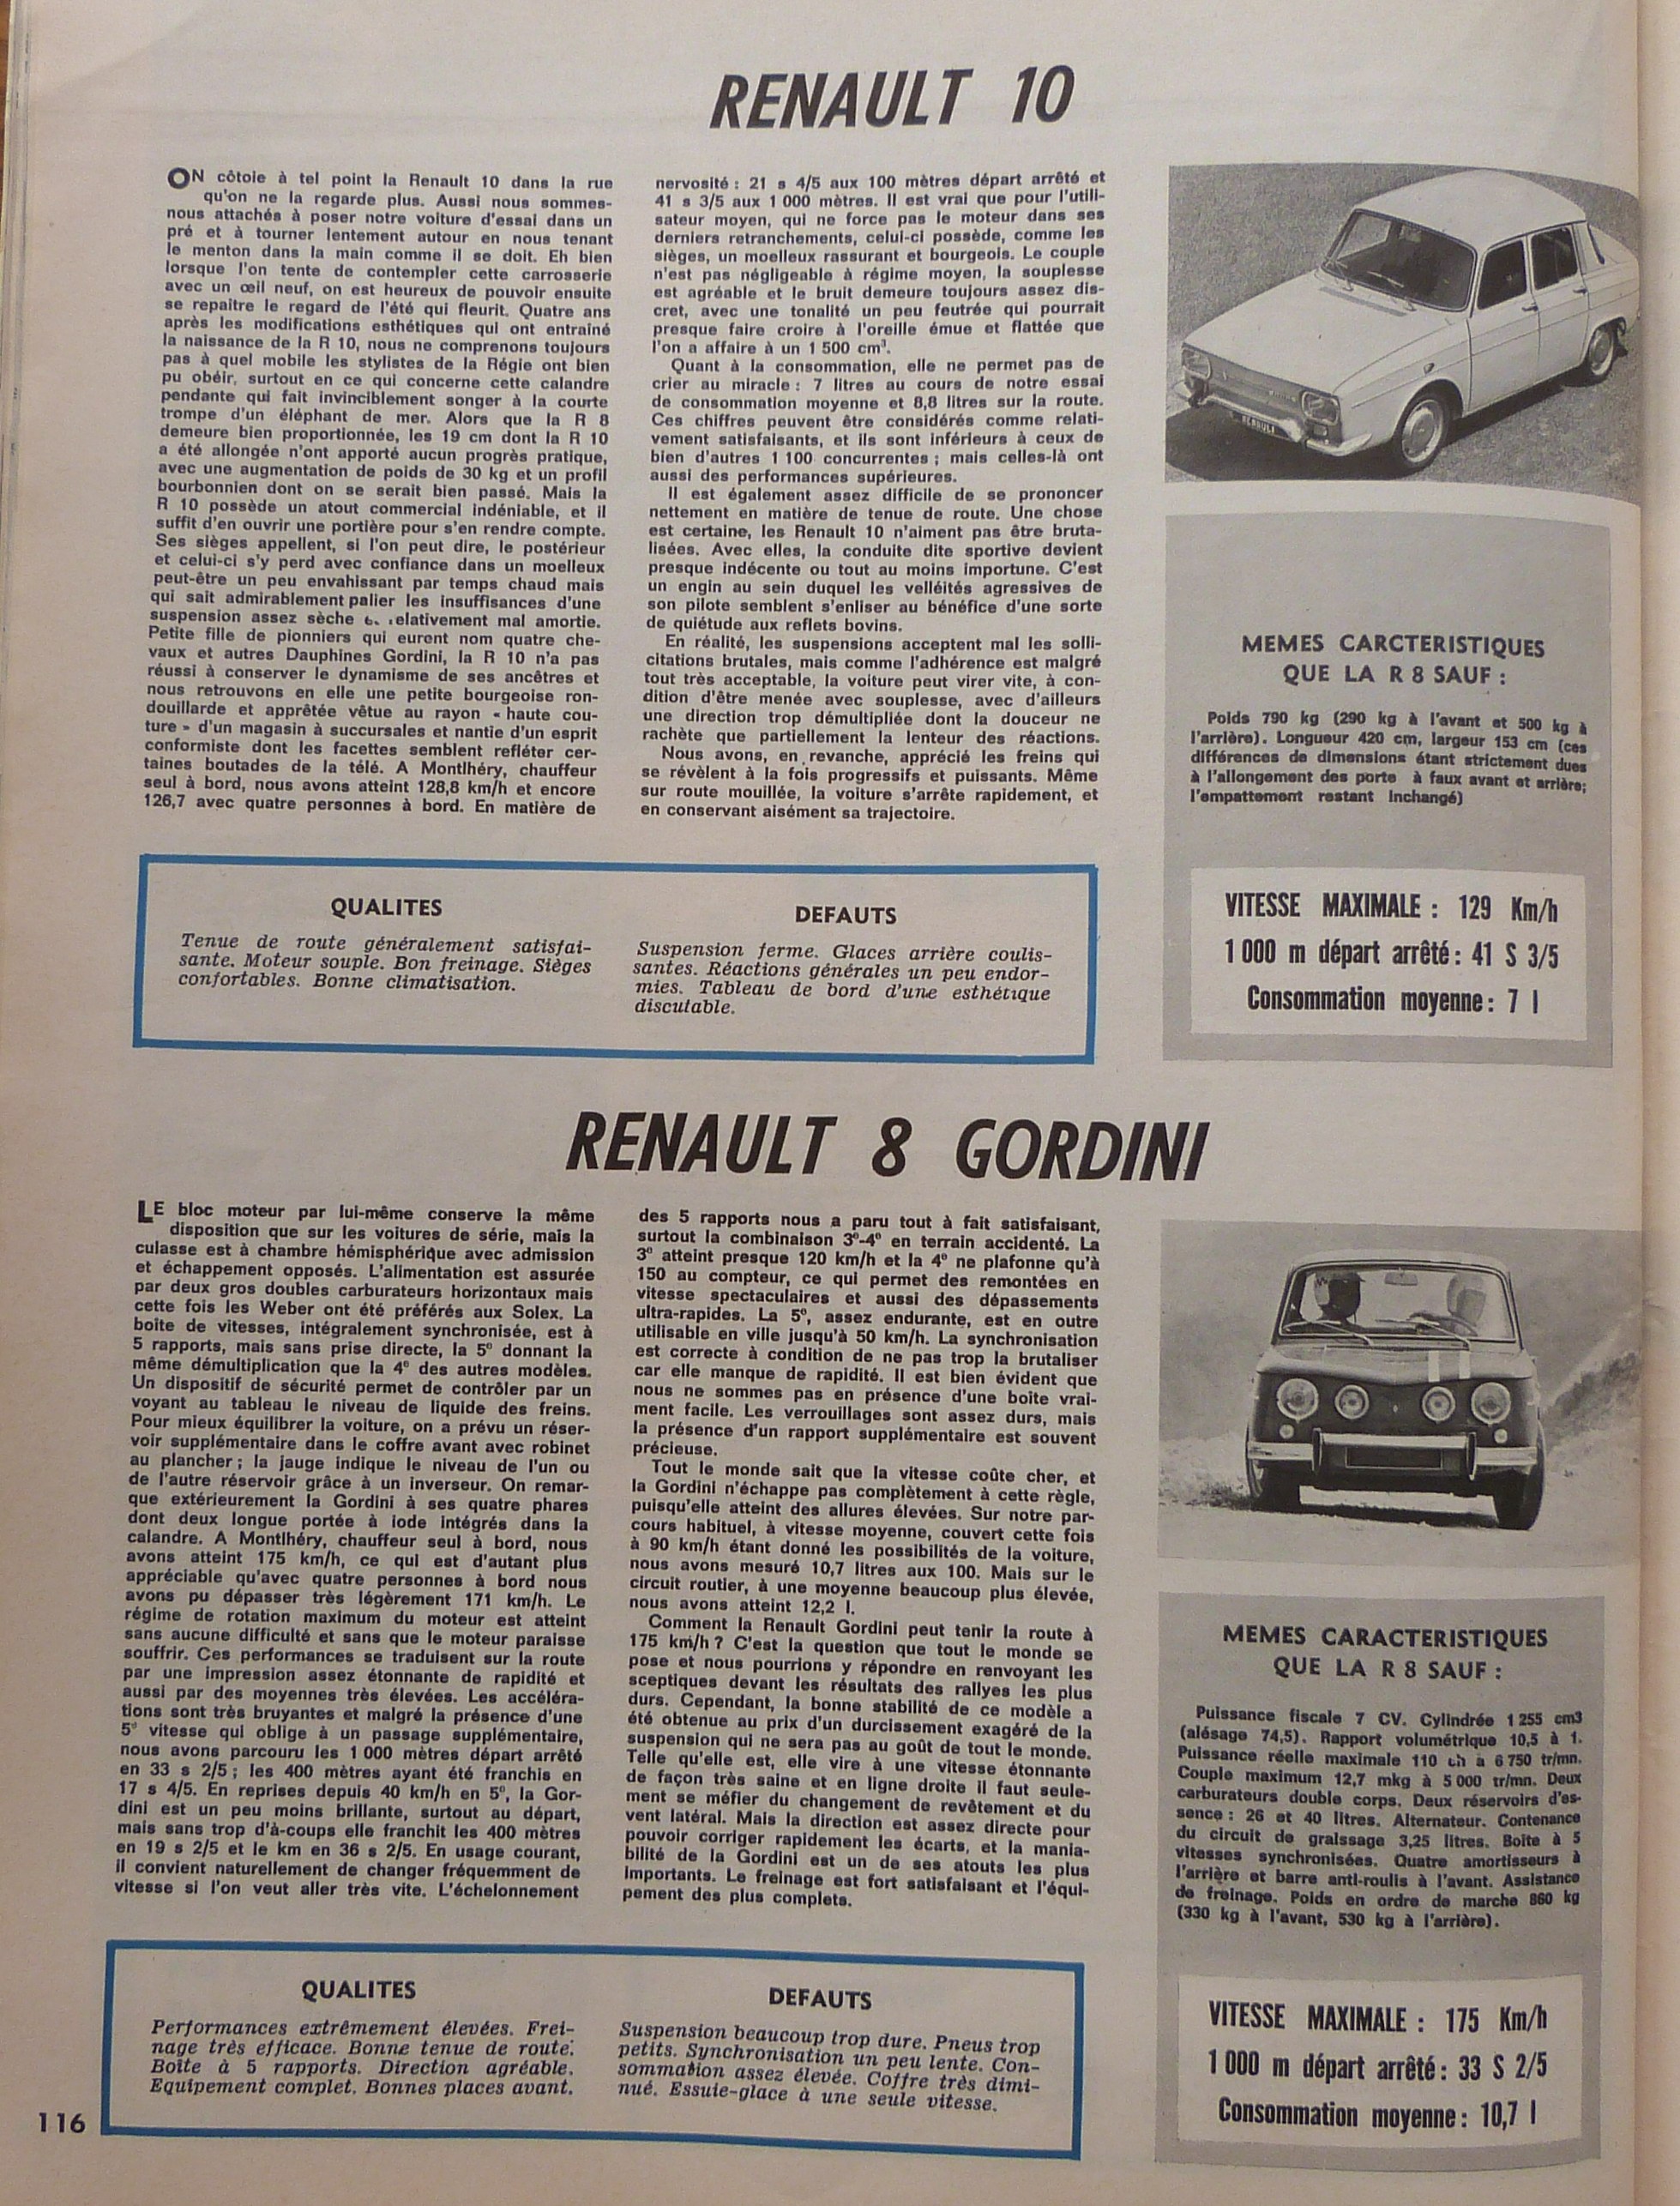 RENAULT 10
ON côtoie à tel point la Renault 10 dans la rue
qu'on ne la regarde plus. Aussi nous sommes-
nous attachés à poser notre voiture d'essai dans un
pré et à tourner lentement autour en nous tenant
le menton dans la main comme il se doit. Eh bien
lorsque l'on tente de contempler cette carrosserie
avec un œil neuf, on est heureux de pouvoir ensuite
se repaître le regard de l'été qui fleurit. Quatre ans
après les modifications esthétiques qui ont entraîné
la naissance de la R 10, nous ne comprenons toujours
pas à quel mobile les stylistes de la Régie ont bien
pu obéir, surtout en ce qui concerne cette calandre
pendante qui fait invinciblement songer à la courte
trompe d'un éléphant de mer. Alors que la R 8
demeure bien proportionnée, les 19 cm dont la R 10
a été allongée n'ont apporté aucun progrès pratique,
avec une augmentation de poids de 30 kg et un profil
bourbonnien dont on se serait bien passé. Mais la
R 10 possède un atout commercial indéniable, et il
suffit d'en ouvrir une portière pour s'en rendre compte.
Ses sièges appellent, si l'on peut dire, le postérieur
et celui-ci s'y perd avec confiance dans un moelleux
peut-être un peu envahissant par temps chaud mais
qui sait admirablement palier les insuffisances d'une
suspension assez sèche relativement mal amortie.
Petite fille de pionniers qui eurent nom quatre che-
vaux et autres Dauphines Gordini, la R 10 n'a pas
réussi à conserver le dynamisme de ses ancêtres et
nous retrouvons en elle une petite bourgeoise ron-
douillarde et apprêtée vêtue au rayon « haute cou-
ture » d'un magasin à succursales et nantie d'un esprit
conformiste dont les facettes semblent refléter cer-
taines boutades de la télé. A Montlhéry, chauffeur
seul à bord, nous avons atteint 128,8 km/h et encore
126,7 avec quatre personnes à bord. En matière de
nervosité : 21 s 4/5 aux 100 mètres départ arrêté et
41 s 3/5 aux 1 000 mètres. Il est vrai que pour l'utili-
sateur moyen, qui ne force pas le moteur dans ses
derniers retranchements, celui-ci possède, comme les
sièges, un moelleux rassurant et bourgeois. Le couple
n'est pas négligeable à régime moyen, la souplesse
est agréable et le bruit demeure toujours assez dis-
cret, avec une tonalité un peu feutrée qui pourrait
presque faire croire à l'oreille émue et flattée que
l'on a affaire à un 1 500 cm³.
Quant à la consommation, elle ne permet pas de
crier au miracle : 7 litres au cours de notre essai
de consommation moyenne et 8,8 litres sur la route.
Ces chiffres peuvent être considérés comme relati-
vement satisfaisants, et ils sont inférieurs à ceux de
bien d'autres 1 100 concurrentes ; mais celles-là ont
aussi des performances supérieures.
Il est également assez difficile de se prononcer
nettement en matière de tenue de route. Une chose
est certaine, les Renault 10 n'aiment pas être bruta-
lisées. Avec elles, la conduite dite sportive devient
presque indécente ou tout au moins importune. C'est
un engin au sein duquel les velléités agressives de
son pilote semblent s'enliser au bénéfice d'une sorte
de quiétude aux reflets bovins.
En réalité, les suspensions acceptent mal les solli-
citations brutales, mais comme l'adhérence est malgré
tout très acceptable, la voiture peut virer vite, à con-
dition d'être menée avec souplesse, avec d'ailleurs
une direction trop démultipliée dont la douceur ne
rachète que partiellement la lenteur des réactions.
Nous avons, en revanche, apprécié les freins qui
se révèlent à la fois progressifs et puissants. Même
sur route mouillée, la voiture s'arrête rapidement, et
en conservant aisément sa trajectoire.
MEMES CARCTERISTIQUES
QUE LA R 8 SAUF :
Poids 790 kg (290 kg à l'avant et 500 kg à
l'arrière). Longueur 420 cm, largeur 153 cm (ces
différences de dimensions étant strictement dues
à l'allongement des porte à faux avant et arrière;
l'empattement restant inchangé)
VITESSE MAXIMALE : 129 Km/h
1 000 m départ arrêté : 41 S 3/5
Consommation moyenne : 7 l
QUALITES
Tenue de route généralement satisfai-
sante. Moteur souple. Bon freinage. Sièges
confortables. Bonne climatisation.
DEFAUTS
Suspension ferme. Glaces arrière coulis-
santes. Réactions générales un peu endor-
mies. Tableau de bord d'une esthétique
discutable.
RENAULT 8 GORDINI
LE bloc moteur par lui-même conserve la même
disposition que sur les voitures de série, mais la
culasse est à chambre hémisphérique avec admission
et échappement opposés. L'alimentation est assurée
par deux gros doubles carburateurs horizontaux mais
cette fois les Weber ont été préférés aux Solex. La
boîte de vitesses, intégralement synchronisée, est à
5 rapports, mais sans prise directe, la 5e donnant la
même démultiplication que la 4e des autres modèles.
Un dispositif de sécurité permet de contrôler par un
voyant au tableau le niveau de liquide des freins.
Pour mieux équilibrer la voiture, on a prévu un réser-
voir supplémentaire dans le coffre avant avec robinet
au plancher ; la jauge indique le niveau de l'un ou
de l'autre réservoir grâce à un inverseur. On remar-
que extérieurement la Gordini à ses quatre phares
dont deux longue portée à iode intégrés dans la
calandre. A Montlhéry, chauffeur seul à bord, nous
avons atteint 175 km/h, ce qui est d'autant plus
appréciable qu'avec quatre personnes à bord nous
avons pu dépasser très légèrement 171 km/h. Le
régime de rotation maximum du moteur est atteint
sans aucune difficulté et sans que le moteur paraisse
souffrir. Ces performances se traduisent sur la route
par une impression assez étonnante de rapidité et
aussi par des moyennes très élevées. Les accéléra-
tions sont très bruyantes et malgré la présence d'une
5e vitesse qui oblige à un passage supplémentaire,
nous avons parcouru les 1 000 mètres départ arrêté
en 33 s 2/5 ; les 400 mètres ayant été franchis en
17 s 4/5. En reprises depuis 40 km/h en 5e, la Gor-
dini est un peu moins brillante, surtout au départ,
mais sans trop d'à-coups elle franchit les 400 mètres
en 19 s 2/5 et le km en 36 s 2/5. En usage courant,
il convient naturellement de changer fréquemment de
vitesse si l'on veut aller très vite. L'échelonnement
des 5 rapports nous a paru tout à fait satisfaisant,
surtout la combinaison 3e-4e en terrain accidenté. La
3e atteint presque 120 km/h et la 4e ne plafonne qu'à
150 au compteur, ce qui permet des remontées en
vitesse spectaculaires et aussi des dépassements
ultra-rapides. La 5e, assez endurante, est en outre
utilisable en ville jusqu'à 50 km/h. La synchronisation
est correcte à condition de ne pas trop la brutaliser
car elle manque de rapidité. Il est bien évident que
nous ne sommes pas en présence d'une boîte vrai-
ment facile. Les verrouillages sont assez durs, mais
la présence d'un rapport supplémentaire est souvent
précieuse.
Tout le monde sait que la vitesse coûte cher, et
la Gordini n'échappe pas complètement à cette règle,
puisqu'elle atteint des allures élevées. Sur notre par-
cours habituel, à vitesse moyenne, couvert cette fois
à 90 km/h étant donné les possibilités de la voiture,
nous avons mesuré 10,7 litres aux 100. Mais sur le
circuit routier, à une moyenne beaucoup plus élevée,
nous avons atteint 12,2 l.
Comment la Renault Gordini peut tenir la route à
175 km/h ? C'est la question que tout le monde se
pose et nous pourrions y répondre en renvoyant les
sceptiques devant les résultats des rallyes les plus
durs. Cependant, la bonne stabilité de ce modèle a
été obtenue au prix d'un durcissement exagéré de la
suspension qui ne sera pas au goût de tout le monde.
Telle qu'elle est, elle vire à une vitesse étonnante
de façon très saine et en ligne droite il faut seule-
ment se méfier du changement de revêtement et du
vent latéral. Mais la direction est assez directe pour
pouvoir corriger rapidement les écarts, et la mania-
bilité de la Gordini est un de ses atouts les plus
importants. Le freinage est fort satisfaisant et l'équi-
pement des plus complets.
MEMES CARACTERISTIQUES
QUE LA R 8 SAUF :
Puissance fiscale 7 CV. Cylindrée 1 255 cm3
(alésage 74,5). Rapport volumétrique 10,5 à 1.
Puissance réelle maximale 110 ch à 6 750 tr/mn.
Couple maximum 12,7 mkg à 5 000 tr/mn. Deux
carburateurs double corps. Deux réservoirs d'es-
sence : 26 et 40 litres. Alternateur. Contenance
du circuit de graissage 3,25 litres. Boîte à 5
vitesses synchronisées. Quatre amortisseurs à
l'arrière et barre anti-roulis à l'avant. Assistance
de freinage. Poids en ordre de marche 860 kg
(330 kg à l'avant, 530 kg à l'arrière).
VITESSE MAXIMALE : 175 Km/h
1 000 m départ arrêté : 33 S 2/5
Consommation moyenne : 10,7 l
QUALITES
Performances extrêmement élevées. Frei-
nage très efficace. Bonne tenue de route.
Boîte à 5 rapports. Direction agréable.
Equipement complet. Bonnes places avant.
DEFAUTS
Suspension beaucoup trop dure. Pneus trop
petits. Synchronisation un peu lente. Con-
sommation assez élevée. Coffre très dimi-
nué. Essuie-glace à une seule vitesse.
116